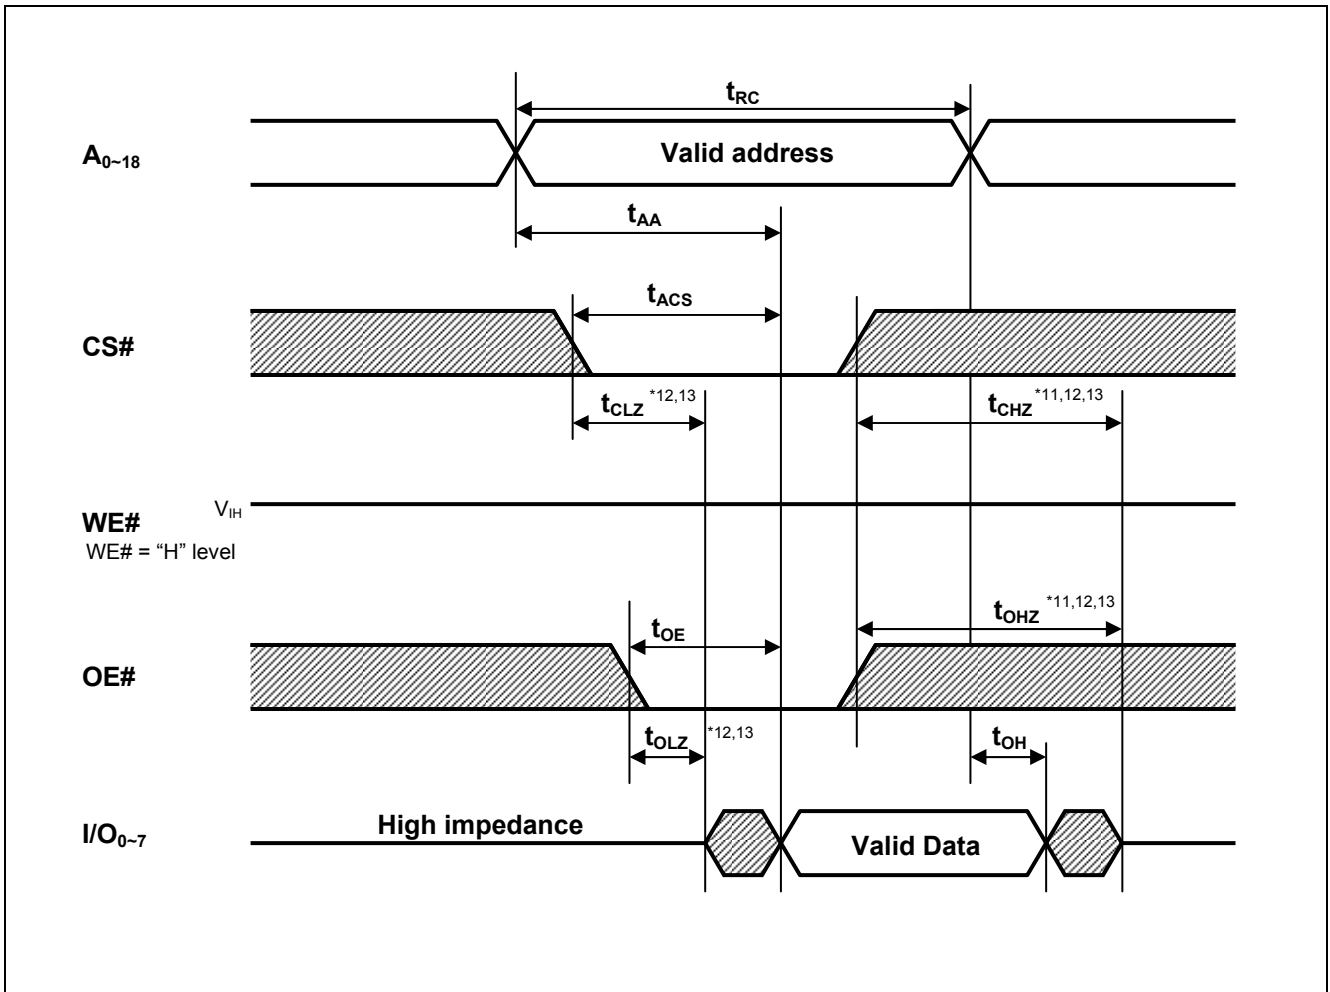 tRC
A0~18
Valid address
tAA
tACS
CS#
tCLZ *12,13
tCHZ *11,12,13
VIH
WE#
WE# = “H” level
tOHZ *11,12,13
tOE
OE#
tOLZ *12,13
tOH
High impedance
I/O0~7
Valid Data